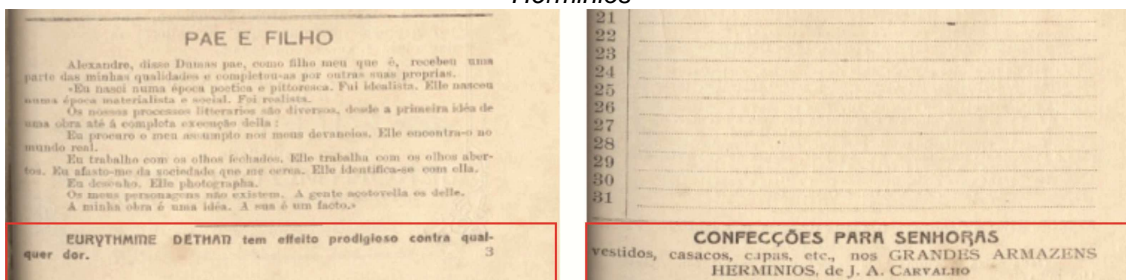 Herminios
PAE E FILHO
Alexandre, disse Dumas pae, como filho meu que é, recebeu uma
parte das minhas qualidades e completou-as por outras suas proprias.
«Eu nasci numa época poetica e pittoresca. Fui idealista. Elle nasceu
numa época materialista e social. Foi realista.
Os nossos processos litterarios são diversos, desde a primeira idéa de
uma obra até á completa execução della:
Eu procuro o meu assumpto nos meus devaneios. Elle encontra-o no
mundo real.
Eu trabalho com os olhos fechados. Elle trabalha com os olhos aber-
tos. Eu afasto-me da sociedade que me cerca. Elle identifica-se com ella.
Eu desenho. Elle photographa.
Os meus personagens não existem. A gente acotovella os delle.
A minha obra é uma idéa. A sua é um facto.»
EURYTHMINE DETHAN tem effeito prodigioso contra qual-
quer dor. 3
21
22
23
24
25
26
27
28
29
30
31
CONFECÇÕES PARA SENHORAS
vestidos, casacos, capas, etc., nos GRANDES ARMAZENS
HERMINIOS, de J. A. CARVALHO